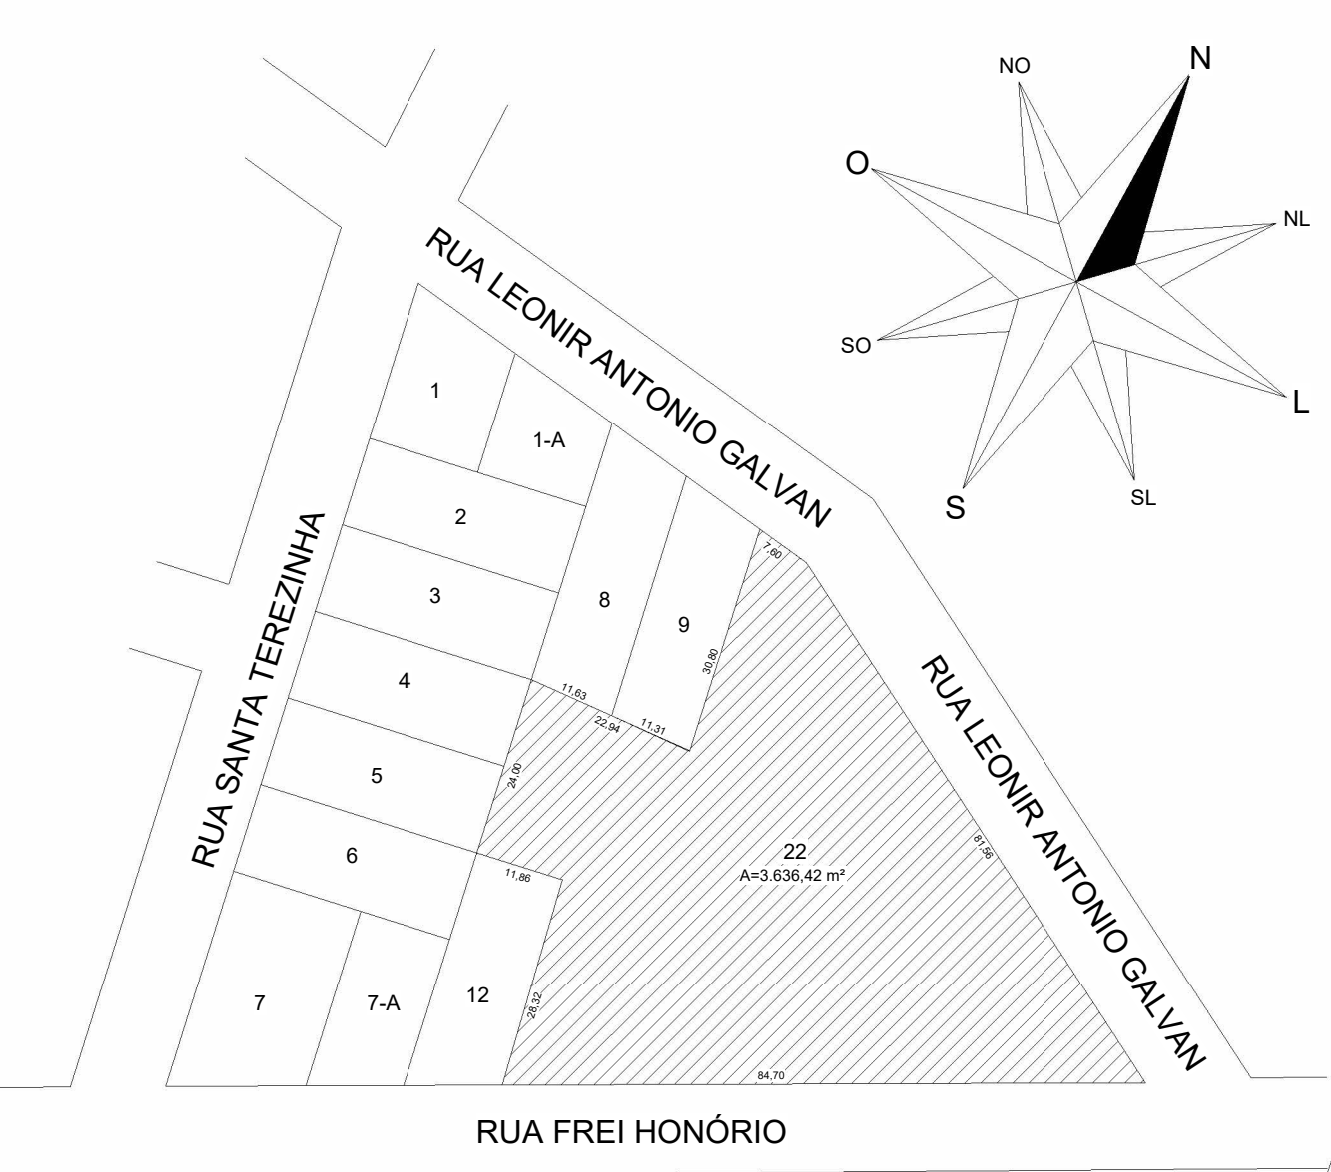 N
NO
O
NL
SO
L
S
SL
RUA LEONIR ANTONIO GALVAN
1
1-A
2
RUA SANTA TEREZINHA
7,60
3
8
9
30,80
4
11,63
22,94
11,31
RUA LEONIR ANTONIO GALVAN
5
24,00
6
11,86
22
A=3.636,42 m²
81,56
7
7-A
12
28,32
84,70
RUA FREI HONÓRIO